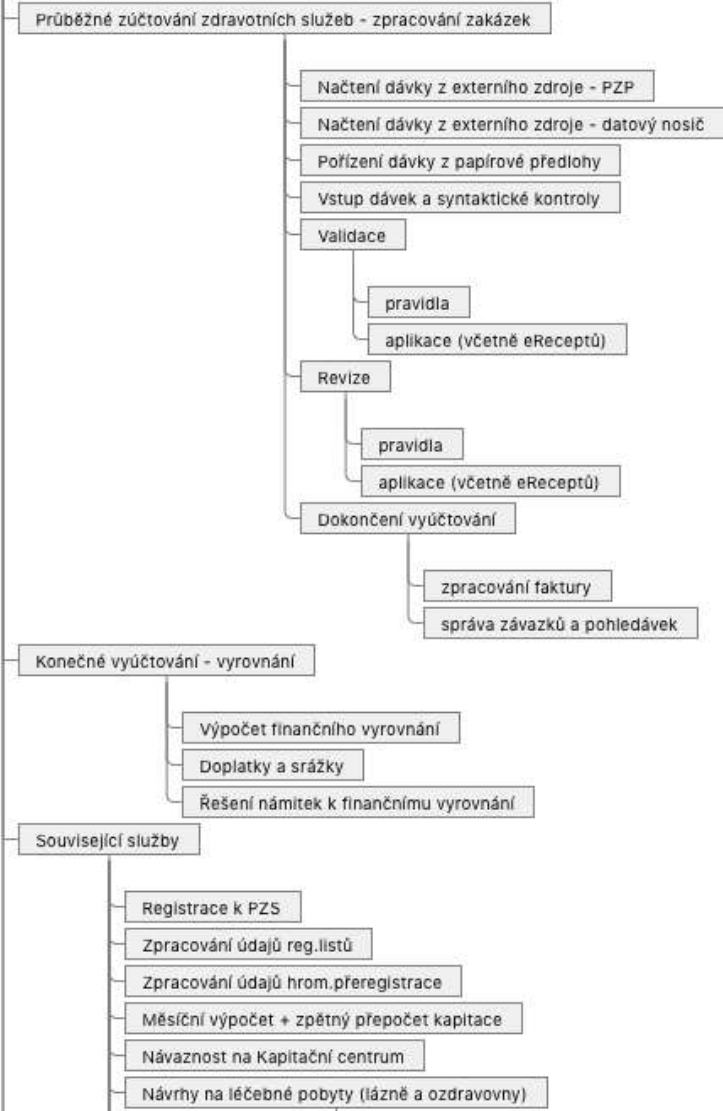 Průběžné zúčtování zdravotních služeb - zpracování zakázek
Načtení dávky z externího zdroje - PZP
Načtení dávky z externího zdroje - datový nosič
Pořízení dávky z papírové předlohy
Vstup dávek a syntaktické kontroly
Validace
pravidla
aplikace (včetně eReceptů)
Revize
pravidla
aplikace (včetně eReceptů)
Dokončení vyúčtování
zpracování faktury
správa závazků a pohledávek
Konečné vyúčtování - vyrovnání
Výpočet finančního vyrovnání
Doplatky a srážky
Řešení námitek k finančnímu vyrovnání
Související služby
Registrace k PZS
Zpracování údajů reg.listů
Zpracování údajů hrom.přeregistrace
Měsíční výpočet + zpětný přepočet kapitace
Návaznost na Kapitační centrum
Návrhy na léčebné pobyty (lázně a ozdravovny)